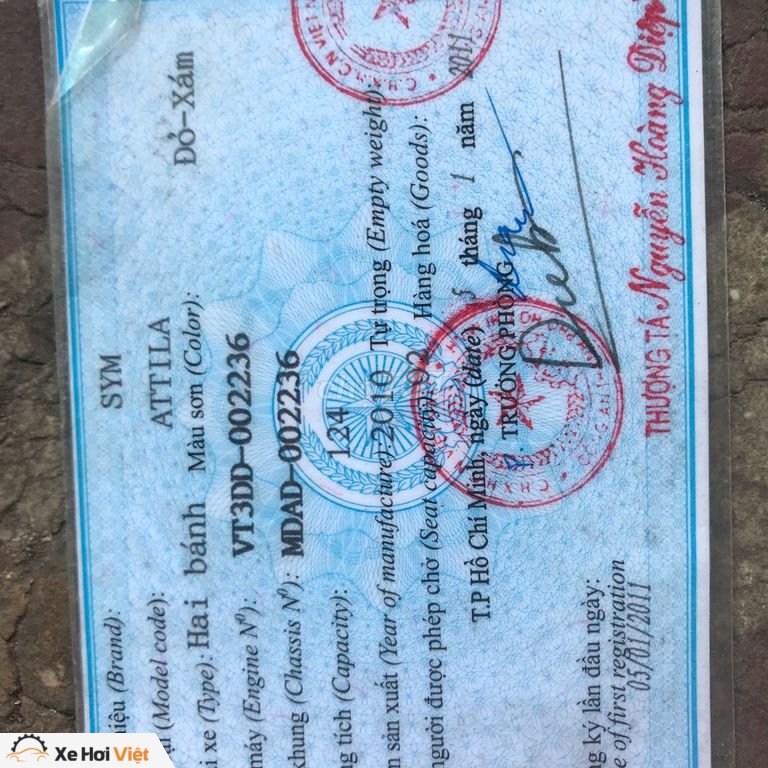 hiệu (Brand): SYM
i (Model code): ATTILA
i xe (Type): Hai bánh Màu sơn (Color): Đỏ-Xám
máy (Engine Nº): VT3DD-002236
khung (Chassis Nº): MDAD-002236
ng tích (Capacity): 124
m sản xuất (Year of manufacture): 2010 Tự trọng (Empty weight):
người được phép chở (Seat capacity): 02 Hàng hoá (Goods):
T.P Hồ Chí Minh, ngày (date) 5 tháng 1 năm 2011
P. TRƯỞNG PHÒNG
THƯỢNG TÁ Nguyễn Hoàng Diệp
ng ký lần đầu ngày:
e of first registration
05/01/2011
Xe Hơi Việt